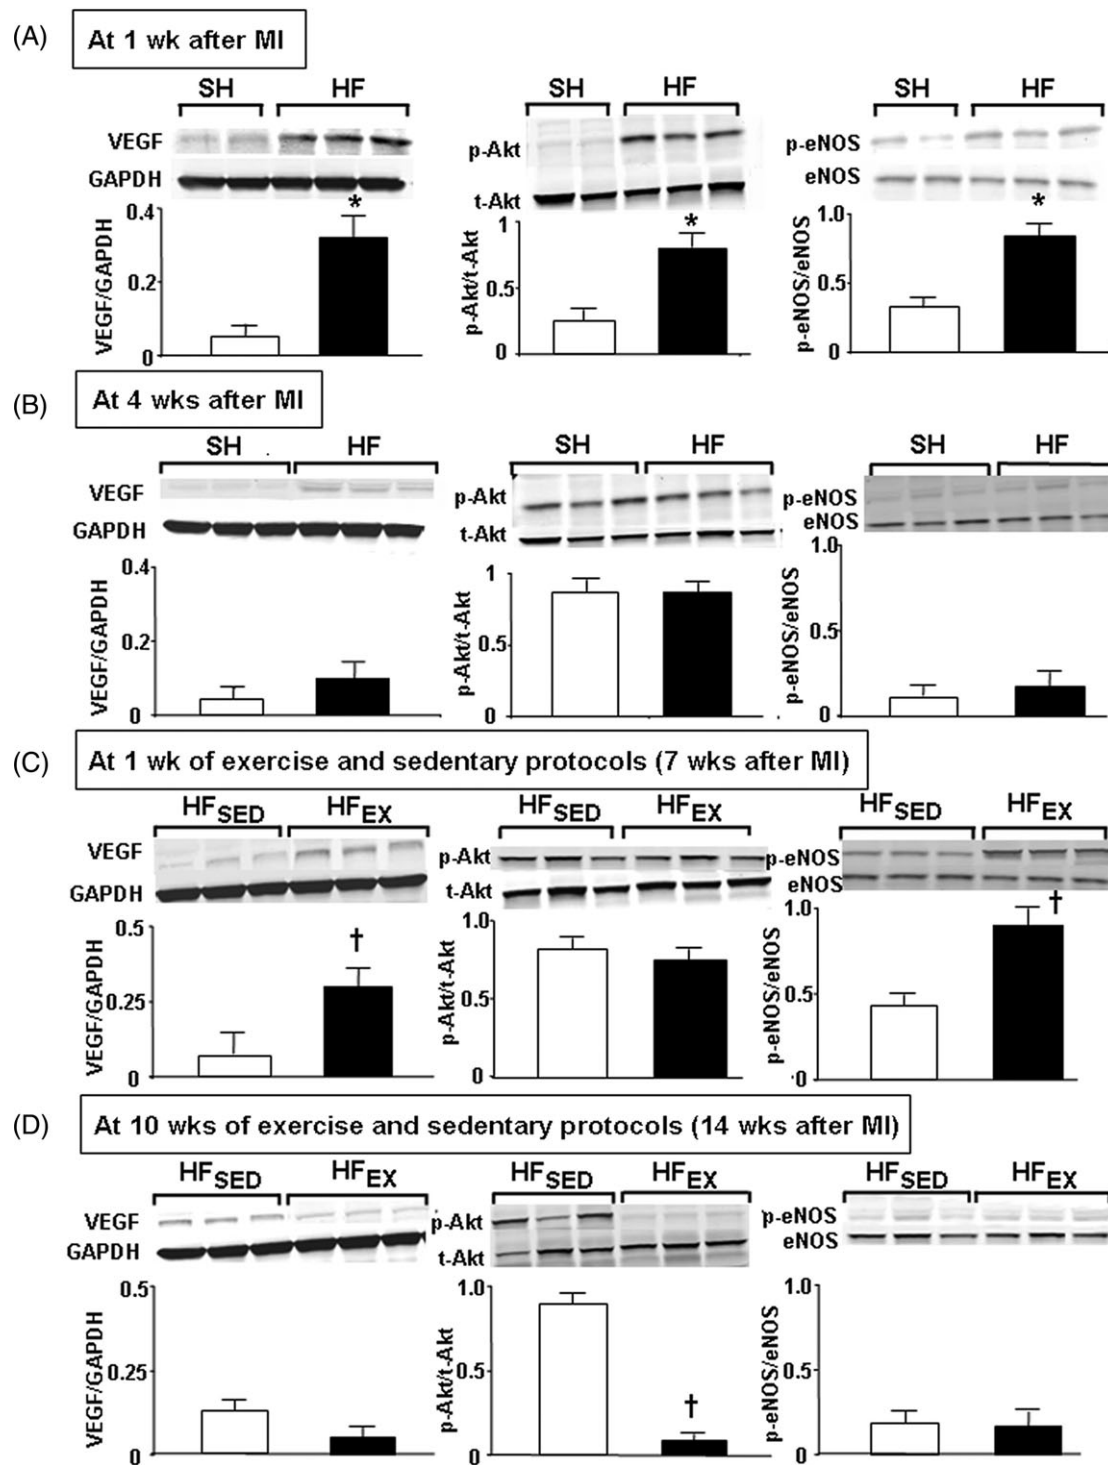 (A) At 1 wk after MI
SH HF SH HF SH HF
VEGF p-Akt p-eNOS
GAPDH t-Akt eNOS
* * *
VEGF/GAPDH 0.4 0.2 0
p-Akt/t-Akt 1 0.5 0
p-eNOS/eNOS 1.0 0.5 0
(B) At 4 wks after MI
SH HF SH HF SH HF
VEGF p-Akt p-eNOS
GAPDH t-Akt eNOS
VEGF/GAPDH 0.4 0.2 0
p-Akt/t-Akt 1 0.5 0
p-eNOS/eNOS 1.0 0.5 0
(C) At 1 wk of exercise and sedentary protocols (7 wks after MI)
HFSED HFEX HFSED HFEX HFSED HFEX
VEGF p-Akt p-eNOS
GAPDH t-Akt eNOS
† †
VEGF/GAPDH 0.5 0.25 0
p-Akt/t-Akt 1.0 0.5 0
p-eNOS/eNOS 1.0 0.5 0
(D) At 10 wks of exercise and sedentary protocols (14 wks after MI)
HFSED HFEX HFSED HFEX HFSED HFEX
VEGF p-Akt p-eNOS
GAPDH t-Akt eNOS
VEGF/GAPDH 0.5 0.25 0
p-Akt/t-Akt 1.0 0.5 0
†
p-eNOS/eNOS 1.0 0.5 0